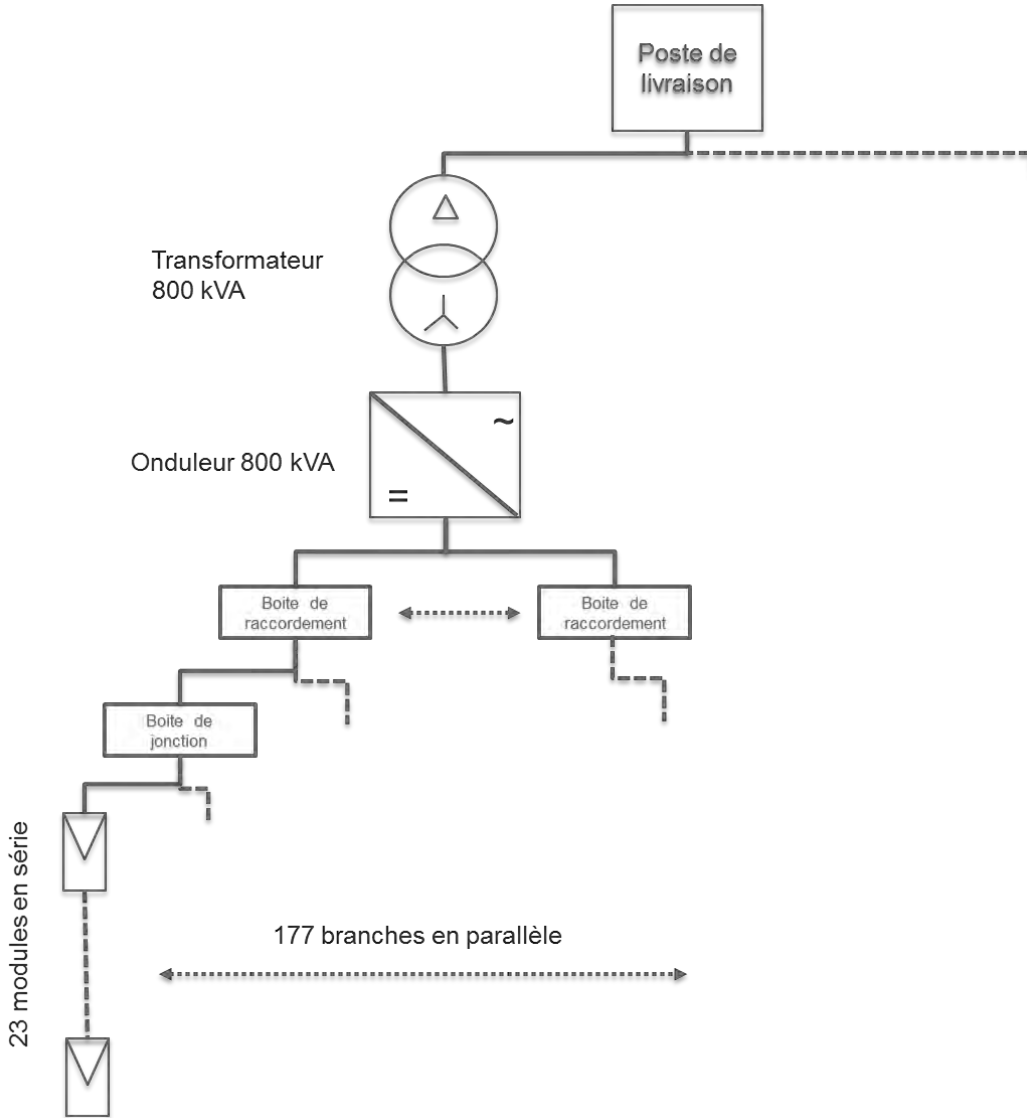 Poste de
livraison
Transformateur
800 kVA
Onduleur 800 kVA
~
=
Boite de
raccordement
Boite de
raccordement
Boite de
jonction
23 modules en série
177 branches en parallèle